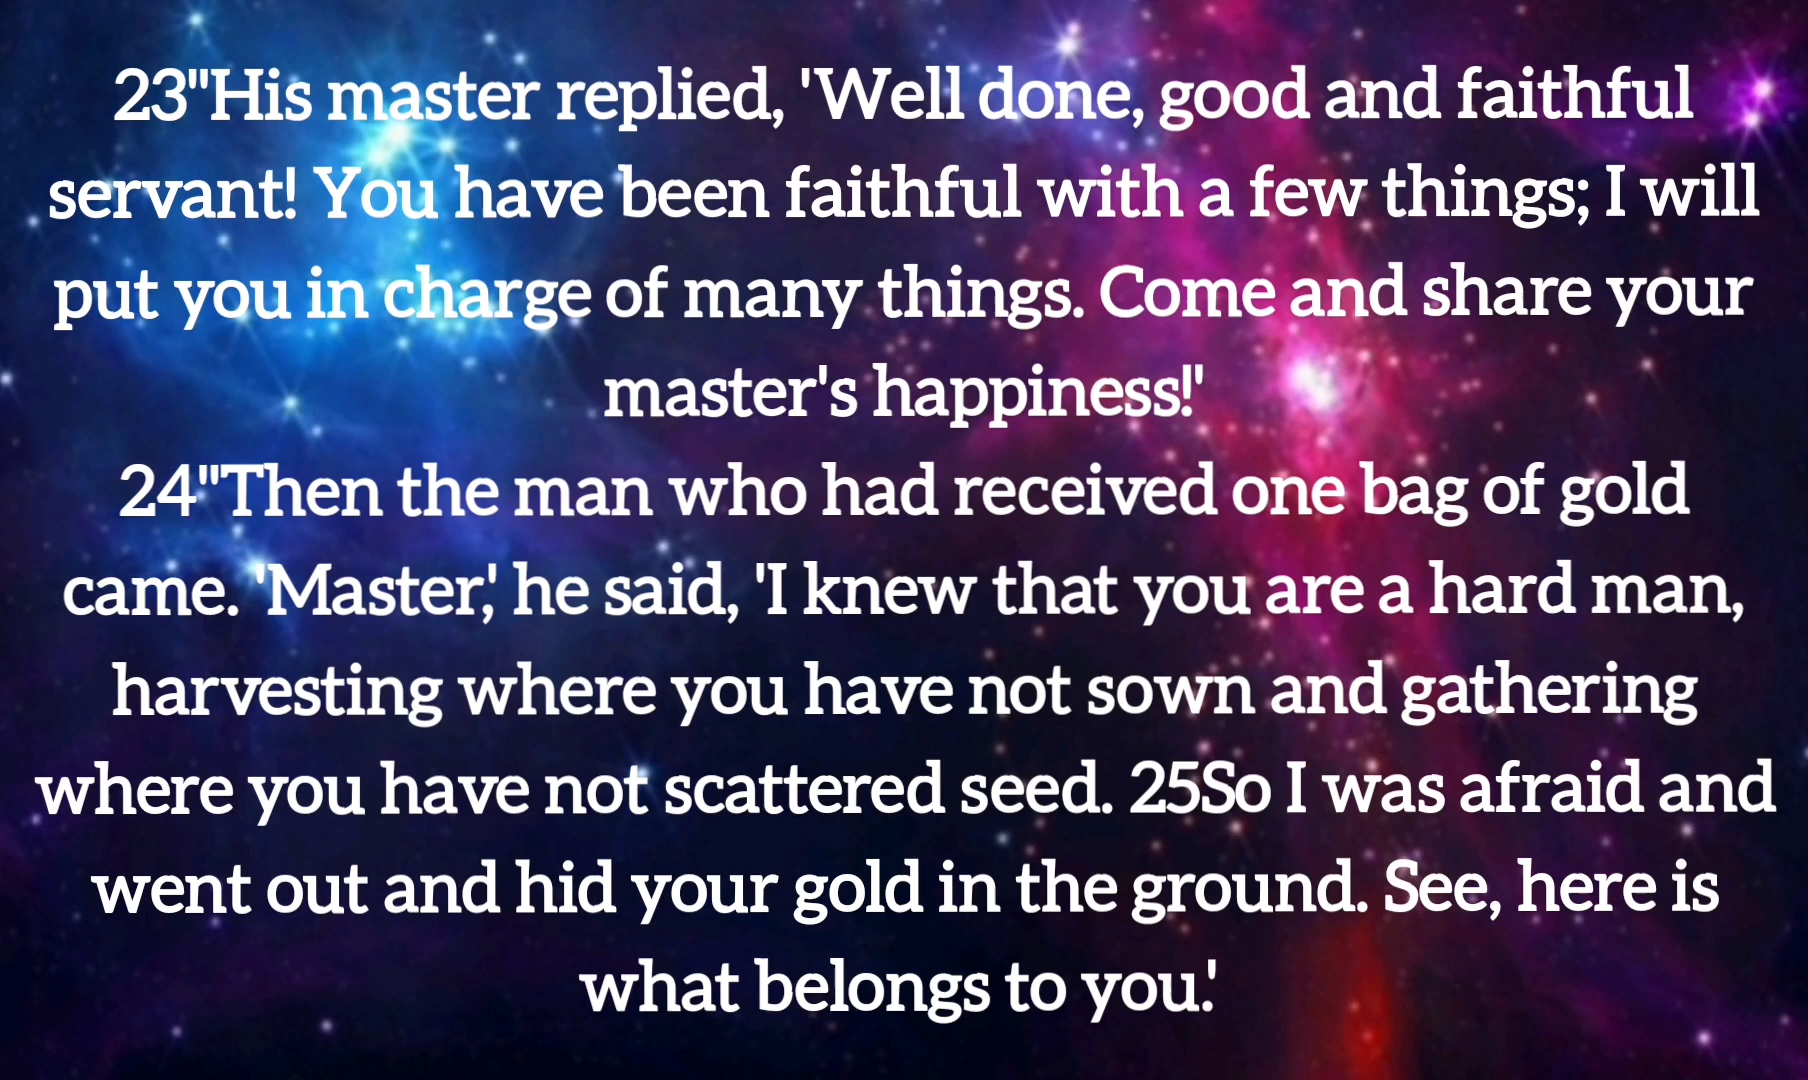 23"His master replied, 'Well done, good and faithful
servant! You have been faithful with a few things; I will
put you in charge of many things. Come and share your
master's happiness!'
24"Then the man who had received one bag of gold
came. 'Master,' he said, 'I knew that you are a hard man,
harvesting where you have not sown and gathering
where you have not scattered seed. 25So I was afraid and
went out and hid your gold in the ground. See, here is
what belongs to you.'